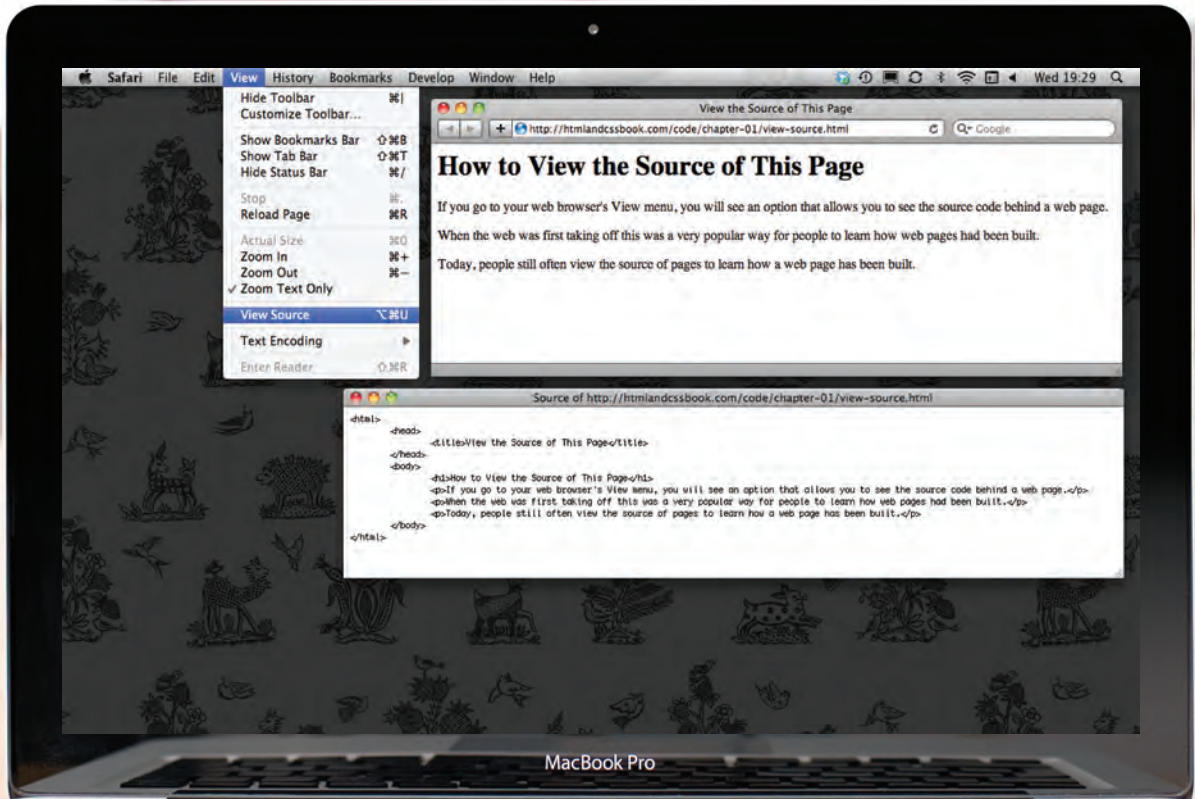 Safari File Edit View History Bookmarks Develop Window Help Wed 19:29
Hide Toolbar ⌘|
Customize Toolbar...
Show Bookmarks Bar ⇧⌘B
Show Tab Bar ⇧⌘T
Hide Status Bar ⌘/
Stop ⌘.
Reload Page ⌘R
Actual Size ⌘0
Zoom In ⌘+
Zoom Out ⌘−
✓ Zoom Text Only
View Source ⌥⌘U
Text Encoding ▶
Enter Reader ⇧⌘R
View the Source of This Page
http://htmlandcssbook.com/code/chapter-01/view-source.html Google
How to View the Source of This Page
If you go to your web browser's View menu, you will see an option that allows you to see the source code behind a web page.
When the web was first taking off this was a very popular way for people to learn how web pages had been built.
Today, people still often view the source of pages to learn how a web page has been built.
Source of http://htmlandcssbook.com/code/chapter-01/view-source.html
<html>
<head>
<title>View the Source of This Page</title>
</head>
<body>
<h1>How to View the Source of This Page</h1>
<p>If you go to your web browser's View menu, you will see an option that allows you to see the source code behind a web page.</p>
<p>When the web was first taking off this was a very popular way for people to learn how web pages had been built.</p>
<p>Today, people still often view the source of pages to learn how a web page has been built.</p>
</body>
</html>
MacBook Pro